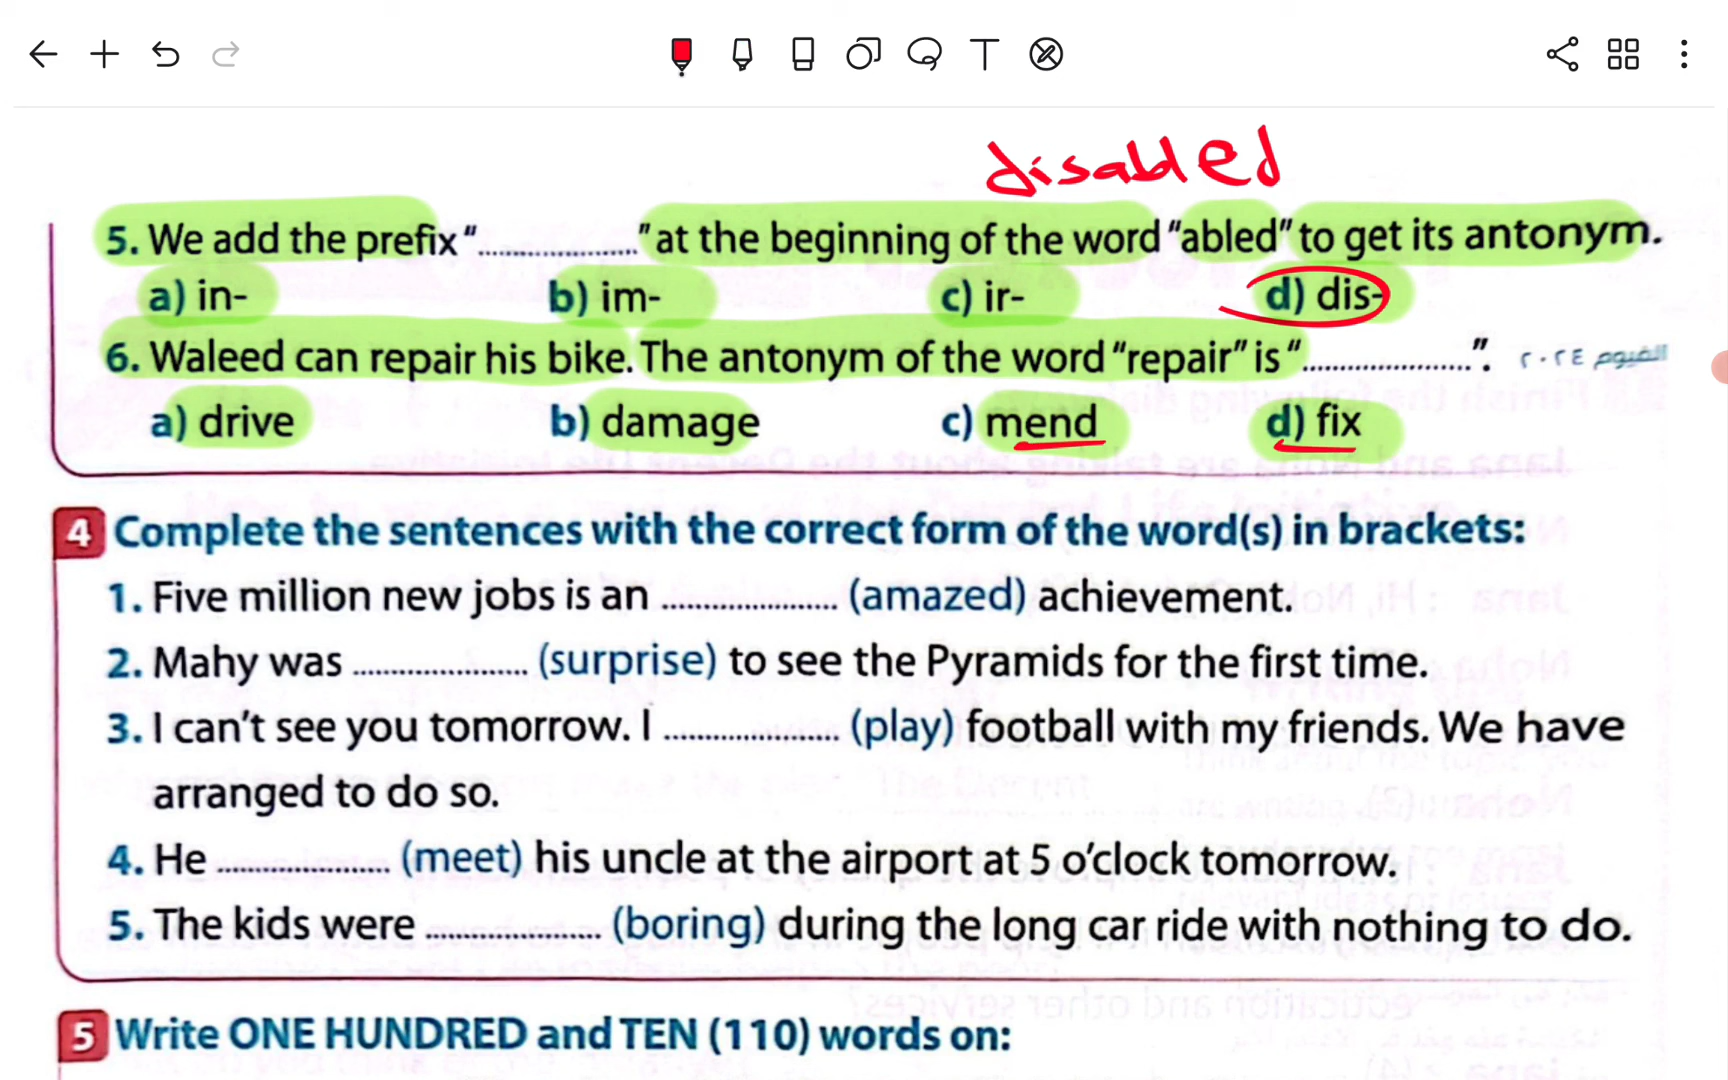 disabled
5. We add the prefix "...................." at the beginning of the word "abled" to get its antonym.
a) in- b) im- c) ir- d) dis-
6. Waleed can repair his bike. The antonym of the word "repair" is "....................". الفيوم ٢٠٢٤
a) drive b) damage c) mend d) fix
4 Complete the sentences with the correct form of the word(s) in brackets:
1. Five million new jobs is an .................... (amazed) achievement.
2. Mahy was .................... (surprise) to see the Pyramids for the first time.
3. I can't see you tomorrow. I .................... (play) football with my friends. We have
arranged to do so.
4. He .................... (meet) his uncle at the airport at 5 o'clock tomorrow.
5. The kids were .................... (boring) during the long car ride with nothing to do.
5 Write ONE HUNDRED and TEN (110) words on: